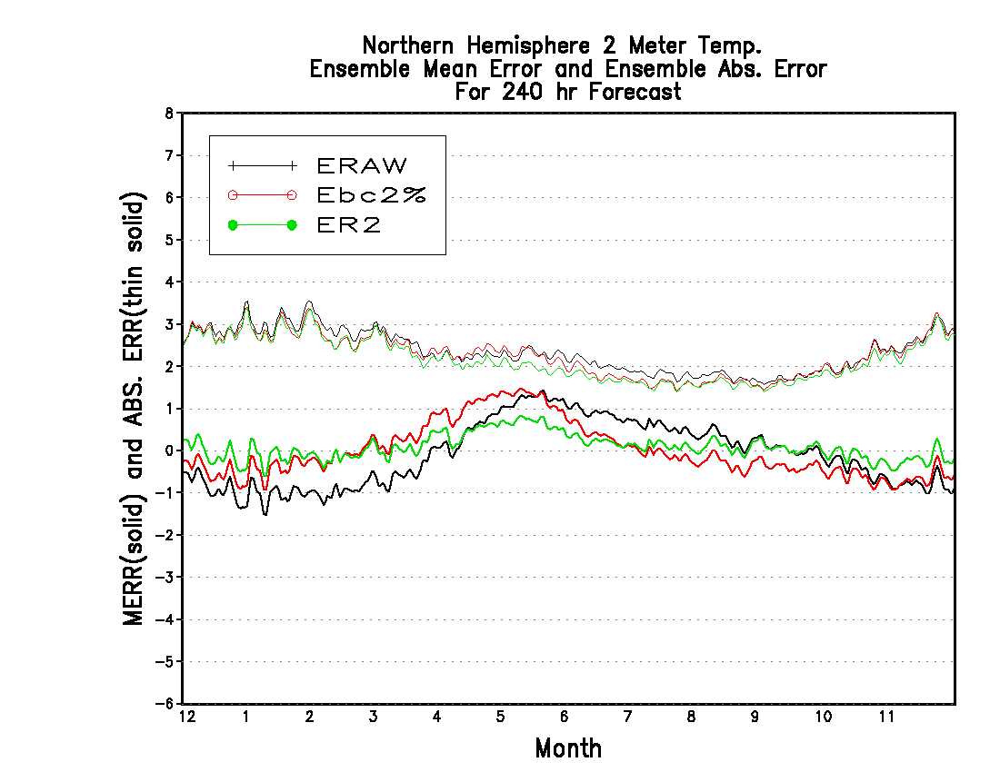 Northern Hemisphere 2 Meter Temp.
Ensemble Mean Error and Ensemble Abs. Error
For 240 hr Forecast
MERR(solid) and ABS. ERR(thin solid)
8
7
6
5
4
3
2
1
0
-1
-2
-3
-4
-5
-6
ERAW
Ebc2%
ER2
12 1 2 3 4 5 6 7 8 9 10 11
Month